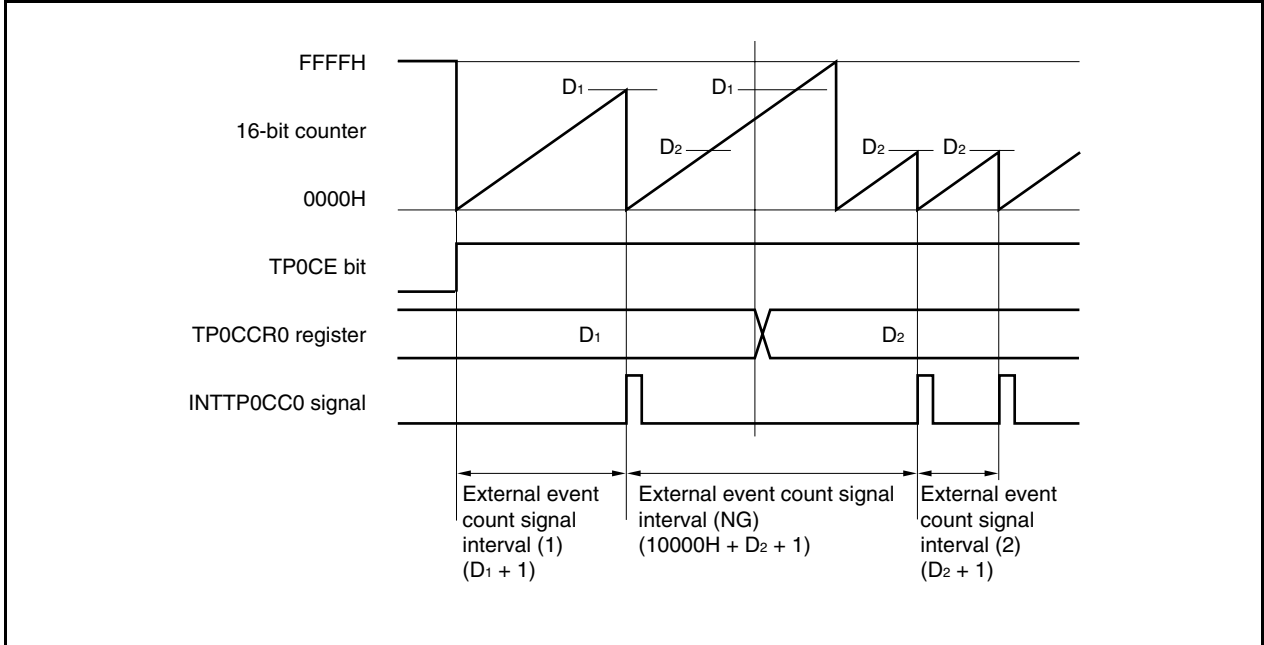 FFFFH
D1
D1
16-bit counter
D2
D2
D2
0000H
TP0CE bit
TP0CCR0 register
D1
D2
INTTP0CC0 signal
External event
count signal
interval (1)
(D1 + 1)
External event count signal
interval (NG)
(10000H + D2 + 1)
External event
count signal
interval (2)
(D2 + 1)